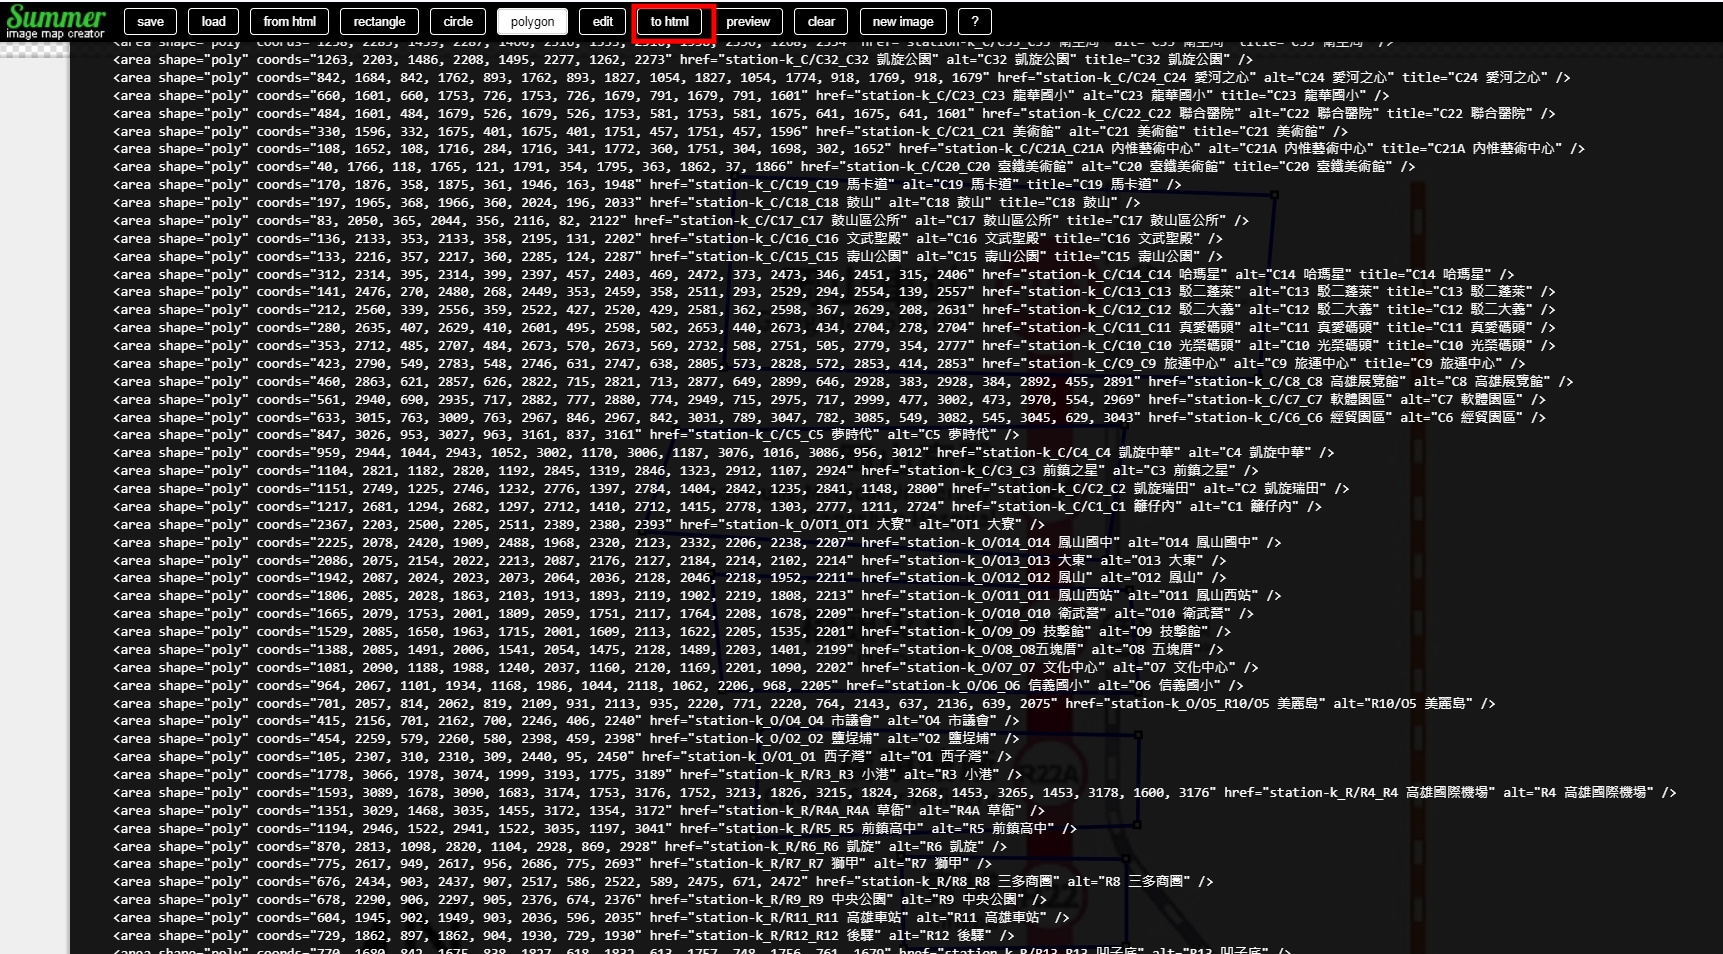 Summer
image map creator
save load from html rectangle circle polygon edit to html preview clear new image ?
<area shape="poly" coords="1263, 2203, 1486, 2208, 1495, 2277, 1262, 2273" href="station-k_C/C32_C32 凱旋公園" alt="C32 凱旋公園" title="C32 凱旋公園" />
<area shape="poly" coords="842, 1684, 842, 1762, 893, 1762, 893, 1827, 1054, 1827, 1054, 1774, 918, 1769, 918, 1679" href="station-k_C/C24_C24 愛河之心" alt="C24 愛河之心" title="C24 愛河之心" />
<area shape="poly" coords="660, 1601, 660, 1753, 726, 1753, 726, 1679, 791, 1679, 791, 1601" href="station-k_C/C23_C23 龍華國小" alt="C23 龍華國小" title="C23 龍華國小" />
<area shape="poly" coords="484, 1601, 484, 1679, 526, 1679, 526, 1753, 581, 1753, 581, 1675, 641, 1675, 641, 1601" href="station-k_C/C22_C22 聯合醫院" alt="C22 聯合醫院" title="C22 聯合醫院" />
<area shape="poly" coords="330, 1596, 332, 1675, 401, 1675, 401, 1751, 457, 1751, 457, 1596" href="station-k_C/C21_C21 美術館" alt="C21 美術館" title="C21 美術館" />
<area shape="poly" coords="108, 1652, 108, 1716, 284, 1716, 341, 1772, 360, 1751, 304, 1698, 302, 1652" href="station-k_C/C21A_C21A 內惟藝術中心" alt="C21A 內惟藝術中心" title="C21A 內惟藝術中心" />
<area shape="poly" coords="40, 1766, 118, 1765, 121, 1791, 354, 1795, 363, 1862, 37, 1866" href="station-k_C/C20_C20 臺鐵美術館" alt="C20 臺鐵美術館" title="C20 臺鐵美術館" />
<area shape="poly" coords="170, 1876, 358, 1875, 361, 1946, 163, 1948" href="station-k_C/C19_C19 馬卡道" alt="C19 馬卡道" title="C19 馬卡道" />
<area shape="poly" coords="197, 1965, 368, 1966, 360, 2024, 196, 2033" href="station-k_C/C18_C18 鼓山" alt="C18 鼓山" title="C18 鼓山" />
<area shape="poly" coords="83, 2050, 365, 2044, 356, 2116, 82, 2122" href="station-k_C/C17_C17 鼓山區公所" alt="C17 鼓山區公所" title="C17 鼓山區公所" />
<area shape="poly" coords="136, 2133, 353, 2133, 358, 2195, 131, 2202" href="station-k_C/C16_C16 文武聖殿" alt="C16 文武聖殿" title="C16 文武聖殿" />
<area shape="poly" coords="133, 2216, 357, 2217, 360, 2285, 124, 2287" href="station-k_C/C15_C15 壽山公園" alt="C15 壽山公園" title="C15 壽山公園" />
<area shape="poly" coords="312, 2314, 395, 2314, 399, 2397, 457, 2403, 469, 2472, 373, 2473, 346, 2451, 315, 2406" href="station-k_C/C14_C14 哈瑪星" alt="C14 哈瑪星" title="C14 哈瑪星" />
<area shape="poly" coords="141, 2476, 270, 2480, 268, 2449, 353, 2459, 358, 2511, 293, 2529, 294, 2554, 139, 2557" href="station-k_C/C13_C13 駁二蓬萊" alt="C13 駁二蓬萊" title="C13 駁二蓬萊" />
<area shape="poly" coords="212, 2560, 339, 2556, 359, 2522, 427, 2520, 429, 2581, 362, 2598, 367, 2629, 208, 2631" href="station-k_C/C12_C12 駁二大義" alt="C12 駁二大義" title="C12 駁二大義" />
<area shape="poly" coords="280, 2635, 407, 2629, 410, 2601, 495, 2598, 502, 2653, 440, 2673, 434, 2704, 278, 2704" href="station-k_C/C11_C11 真愛碼頭" alt="C11 真愛碼頭" title="C11 真愛碼頭" />
<area shape="poly" coords="353, 2712, 485, 2707, 484, 2673, 570, 2673, 569, 2732, 508, 2751, 505, 2779, 354, 2777" href="station-k_C/C10_C10 光榮碼頭" alt="C10 光榮碼頭" title="C10 光榮碼頭" />
<area shape="poly" coords="423, 2790, 549, 2783, 548, 2746, 631, 2747, 638, 2805, 573, 2828, 572, 2853, 414, 2853" href="station-k_C/C9_C9 旅運中心" alt="C9 旅運中心" title="C9 旅運中心" />
<area shape="poly" coords="460, 2863, 621, 2857, 626, 2822, 715, 2821, 713, 2877, 649, 2899, 646, 2928, 383, 2928, 384, 2892, 455, 2891" href="station-k_C/C8_C8 高雄展覽館" alt="C8 高雄展覽館" title="C8 高雄展覽館" />
<area shape="poly" coords="561, 2940, 690, 2935, 717, 2882, 777, 2880, 774, 2949, 715, 2975, 717, 2999, 477, 3002, 473, 2970, 554, 2969" href="station-k_C/C7_C7 軟體園區" alt="C7 軟體園區" title="C7 軟體園區" />
<area shape="poly" coords="633, 3015, 763, 3009, 763, 2967, 846, 2967, 842, 3031, 789, 3047, 782, 3085, 549, 3082, 545, 3045, 629, 3043" href="station-k_C/C6_C6 經貿園區" alt="C6 經貿園區" title="C6 經貿園區" />
<area shape="poly" coords="847, 3026, 953, 3027, 963, 3161, 837, 3161" href="station-k_C/C5_C5 夢時代" alt="C5 夢時代" />
<area shape="poly" coords="959, 2944, 1044, 2943, 1052, 3002, 1170, 3006, 1187, 3076, 1016, 3086, 956, 3012" href="station-k_C/C4_C4 凱旋中華" alt="C4 凱旋中華" />
<area shape="poly" coords="1104, 2821, 1182, 2820, 1192, 2845, 1319, 2846, 1323, 2912, 1107, 2924" href="station-k_C/C3_C3 前鎮之星" alt="C3 前鎮之星" />
<area shape="poly" coords="1151, 2749, 1225, 2746, 1232, 2776, 1397, 2784, 1404, 2842, 1235, 2841, 1148, 2800" href="station-k_C/C2_C2 凱旋瑞田" alt="C2 凱旋瑞田" />
<area shape="poly" coords="1217, 2681, 1294, 2682, 1297, 2712, 1410, 2712, 1415, 2778, 1303, 2777, 1211, 2724" href="station-k_C/C1_C1 籬仔內" alt="C1 籬仔內" />
<area shape="poly" coords="2367, 2203, 2500, 2205, 2511, 2389, 2380, 2393" href="station-k_O/OT1_OT1 大寮" alt="OT1 大寮" />
<area shape="poly" coords="2225, 2078, 2420, 1909, 2488, 1968, 2320, 2123, 2332, 2206, 2238, 2207" href="station-k_O/O14_O14 鳳山國中" alt="O14 鳳山國中" />
<area shape="poly" coords="2086, 2075, 2154, 2022, 2213, 2087, 2176, 2127, 2184, 2214, 2102, 2214" href="station-k_O/O13_O13 大東" alt="O13 大東" />
<area shape="poly" coords="1942, 2087, 2024, 2023, 2073, 2064, 2036, 2128, 2046, 2218, 1952, 2211" href="station-k_O/O12_O12 鳳山" alt="O12 鳳山" />
<area shape="poly" coords="1806, 2085, 2028, 1863, 2103, 1913, 1893, 2119, 1902, 2219, 1808, 2213" href="station-k_O/O11_O11 鳳山西站" alt="O11 鳳山西站" />
<area shape="poly" coords="1665, 2079, 1753, 2001, 1809, 2059, 1751, 2117, 1764, 2208, 1678, 2209" href="station-k_O/O10_O10 衛武營" alt="O10 衛武營" />
<area shape="poly" coords="1529, 2085, 1650, 1963, 1715, 2001, 1609, 2113, 1622, 2205, 1535, 2201" href="station-k_O/O9_O9 技擊館" alt="O9 技擊館" />
<area shape="poly" coords="1388, 2085, 1491, 2006, 1541, 2054, 1475, 2128, 1489, 2203, 1401, 2199" href="station-k_O/O8_O8五塊厝" alt="O8 五塊厝" />
<area shape="poly" coords="1081, 2090, 1188, 1988, 1240, 2037, 1160, 2120, 1169, 2201, 1090, 2202" href="station-k_O/O7_O7 文化中心" alt="O7 文化中心" />
<area shape="poly" coords="964, 2067, 1101, 1934, 1168, 1986, 1044, 2118, 1062, 2206, 968, 2205" href="station-k_O/O6_O6 信義國小" alt="O6 信義國小" />
<area shape="poly" coords="701, 2057, 814, 2062, 819, 2109, 931, 2113, 935, 2220, 771, 2220, 764, 2143, 637, 2136, 639, 2075" href="station-k_O/O5_R10/O5 美麗島" alt="R10/O5 美麗島" />
<area shape="poly" coords="415, 2156, 701, 2162, 700, 2246, 406, 2240" href="station-k_O/O4_O4 市議會" alt="O4 市議會" />
<area shape="poly" coords="454, 2259, 579, 2260, 580, 2398, 459, 2398" href="station-k_O/O2_O2 鹽埕埔" alt="O2 鹽埕埔" />
<area shape="poly" coords="105, 2307, 310, 2310, 309, 2440, 95, 2450" href="station-k_O/O1_O1 西子灣" alt="O1 西子灣" />
<area shape="poly" coords="1778, 3066, 1978, 3074, 1999, 3193, 1775, 3189" href="station-k_R/R3_R3 小港" alt="R3 小港" />
<area shape="poly" coords="1593, 3089, 1678, 3090, 1683, 3174, 1753, 3176, 1752, 3213, 1826, 3215, 1824, 3268, 1453, 3265, 1453, 3178, 1600, 3176" href="station-k_R/R4_R4 高雄國際機場" alt="R4 高雄國際機場" />
<area shape="poly" coords="1351, 3029, 1468, 3035, 1455, 3172, 1354, 3172" href="station-k_R/R4A_R4A 草衙" alt="R4A 草衙" />
<area shape="poly" coords="1194, 2946, 1522, 2941, 1522, 3035, 1197, 3041" href="station-k_R/R5_R5 前鎮高中" alt="R5 前鎮高中" />
<area shape="poly" coords="870, 2813, 1098, 2820, 1104, 2928, 869, 2928" href="station-k_R/R6_R6 凱旋" alt="R6 凱旋" />
<area shape="poly" coords="775, 2617, 949, 2617, 956, 2686, 775, 2693" href="station-k_R/R7_R7 獅甲" alt="R7 獅甲" />
<area shape="poly" coords="676, 2434, 903, 2437, 907, 2517, 586, 2522, 589, 2475, 671, 2472" href="station-k_R/R8_R8 三多商圈" alt="R8 三多商圈" />
<area shape="poly" coords="678, 2290, 906, 2297, 905, 2376, 674, 2376" href="station-k_R/R9_R9 中央公園" alt="R9 中央公園" />
<area shape="poly" coords="604, 1945, 902, 1949, 903, 2036, 596, 2035" href="station-k_R/R11_R11 高雄車站" alt="R11 高雄車站" />
<area shape="poly" coords="729, 1862, 897, 1862, 904, 1930, 729, 1930" href="station-k_R/R12_R12 後驛" alt="R12 後驛" />